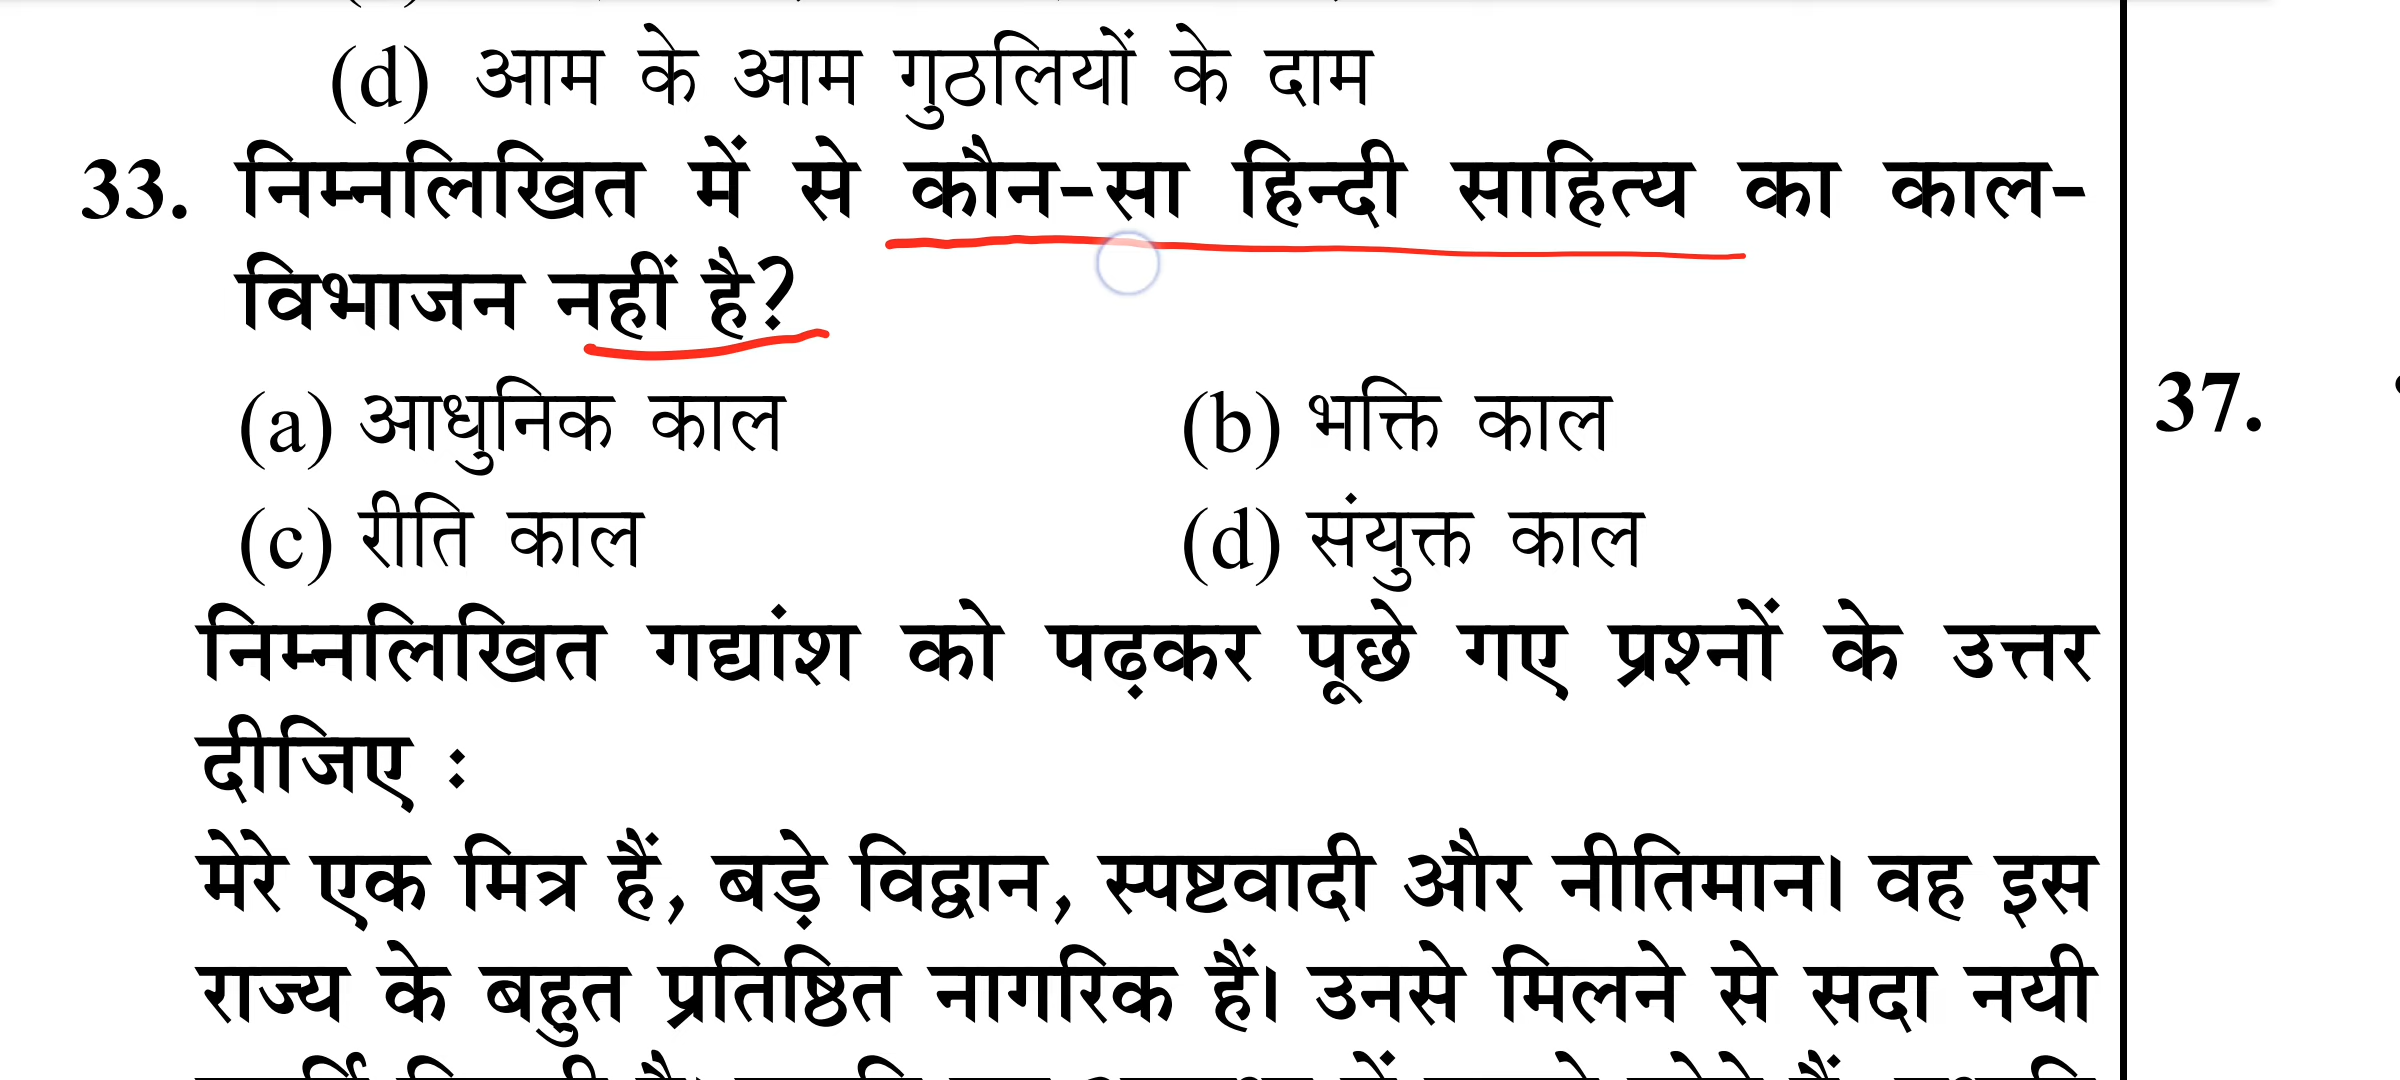 (d) आम के आम गुठलियों के दाम
33. निम्नलिखित में से कौन-सा हिन्दी साहित्य का काल-
विभाजन नहीं है?
(a) आधुनिक काल (b) भक्ति काल
(c) रीति काल (d) संयुक्त काल
निम्नलिखित गद्यांश को पढ़कर पूछे गए प्रश्नों के उत्तर
दीजिए :
मेरे एक मित्र हैं, बड़े विद्वान, स्पष्टवादी और नीतिमान। वह इस
राज्य के बहुत प्रतिष्ठित नागरिक हैं। उनसे मिलने से सदा नयी
37.